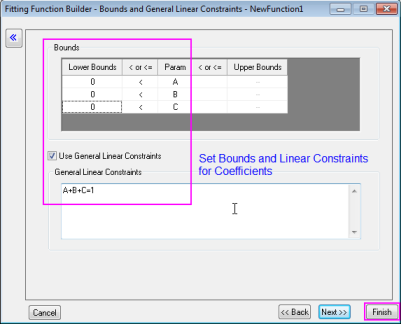 Fitting Function Builder - Bounds and General Linear Constraints - NewFunction1
Bounds
Lower Bounds < or <= Param < or <= Upper Bounds
0 < A --
0 < B --
0 < C --
Use General Linear Constraints
Set Bounds and Linear Constraints
for Coefficients
General Linear Constraints
A+B+C=1
Cancel << Back Next >> Finish